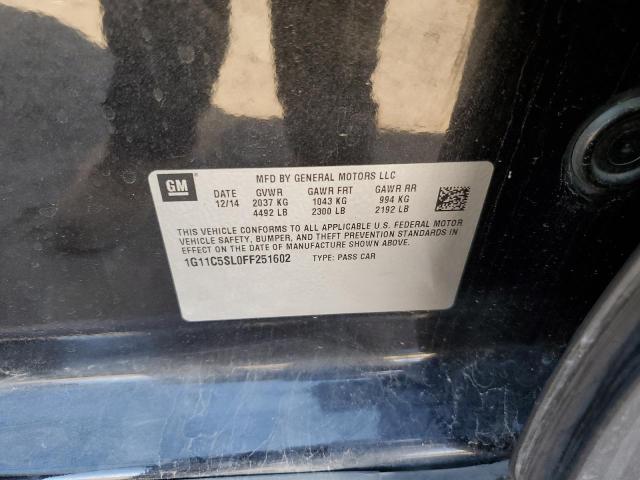 GM
MFD BY GENERAL MOTORS LLC
DATE GVWR GAWR FRT GAWR RR
12/14 2037 KG 1043 KG 994 KG
4492 LB 2300 LB 2192 LB
THIS VEHICLE CONFORMS TO ALL APPLICABLE U.S. FEDERAL MOTOR
VEHICLE SAFETY, BUMPER, AND THEFT PREVENTION STANDARDS IN
EFFECT ON THE DATE OF MANUFACTURE SHOWN ABOVE.
1G11C5SL0FF251602 TYPE: PASS CAR